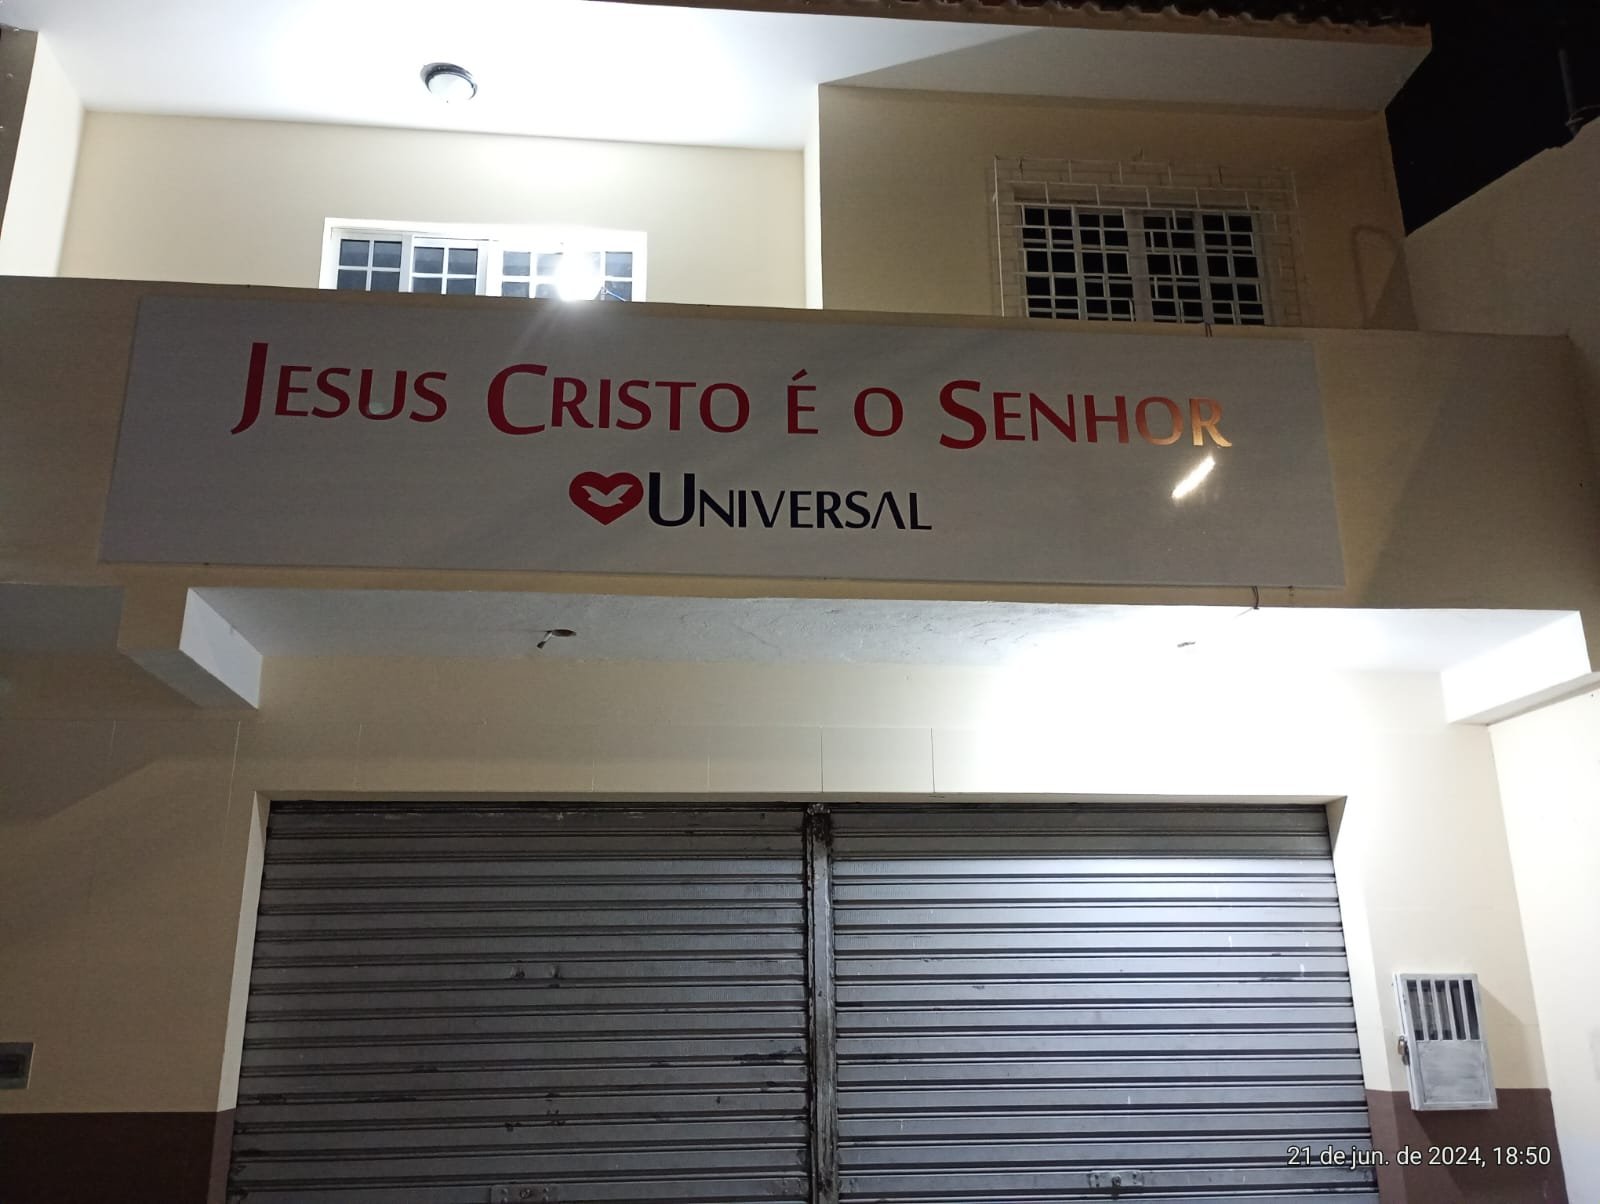 JESUS CRISTO É O SENHOR
UNIVERSAL
21 de jun. de 2024, 18:50